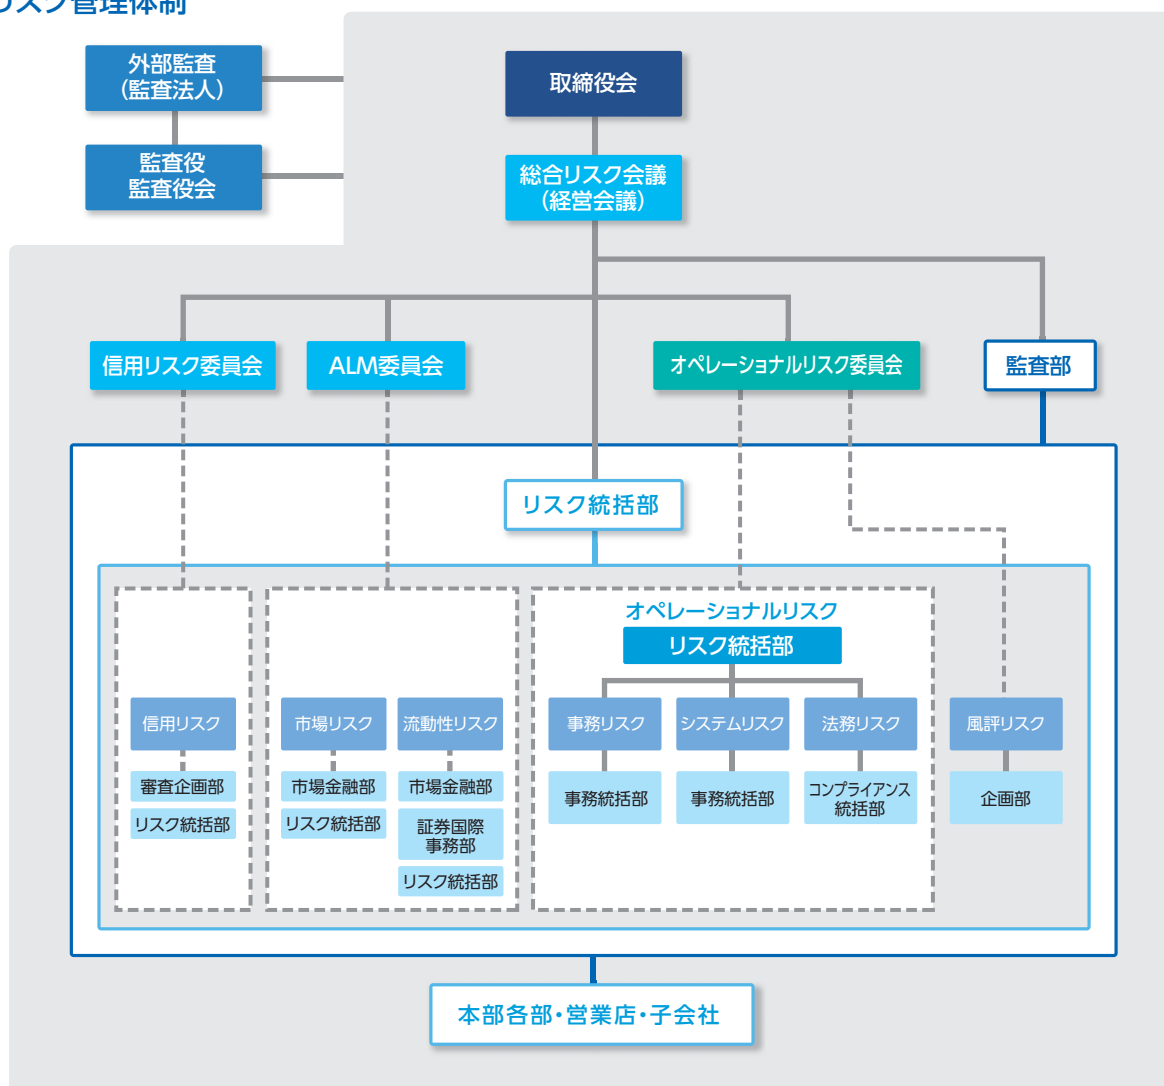 リスク管理体制
外部監査
(監査法人)
取締役会
監査役
監査役会
総合リスク会議
(経営会議)
信用リスク委員会
ALM委員会
オペレーショナルリスク委員会
監査部
リスク統括部
オペレーショナルリスク
リスク統括部
信用リスク
市場リスク
流動性リスク
事務リスク
システムリスク
法務リスク
風評リスク
審査企画部
リスク統括部
市場金融部
リスク統括部
市場金融部
証券国際
事務部
リスク統括部
事務統括部
事務統括部
コンプライアンス
統括部
企画部
本部各部・営業店・子会社